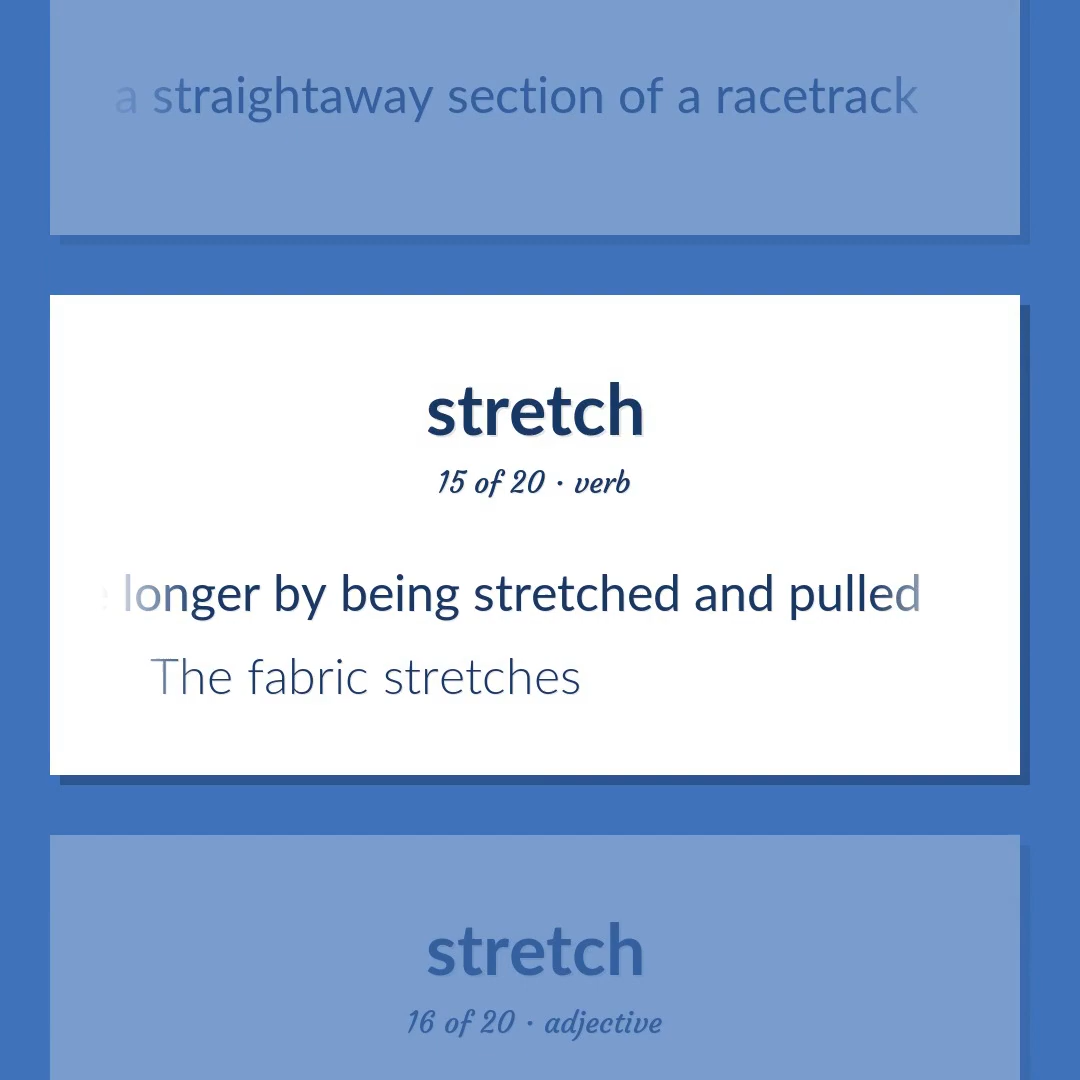 a straightaway section of a racetrack
stretch
15 of 20 · verb
longer by being stretched and pulled
The fabric stretches
stretch
16 of 20 · adjective